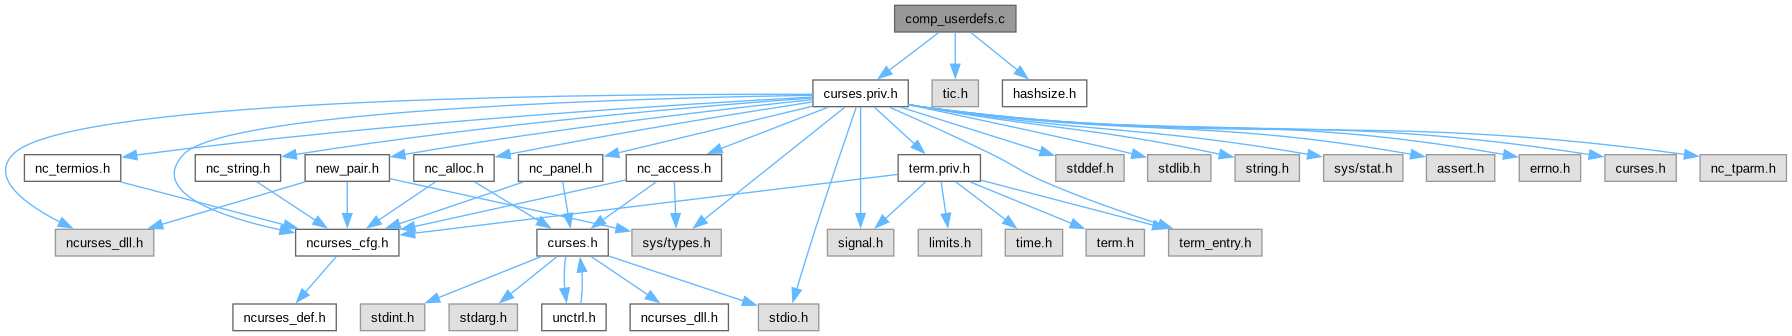 comp_userdefs.c
curses.priv.h
tic.h
hashsize.h
nc_termios.h
nc_string.h
new_pair.h
nc_alloc.h
nc_panel.h
nc_access.h
term.priv.h
stddef.h
stdlib.h
string.h
sys/stat.h
assert.h
errno.h
curses.h
nc_tparm.h
ncurses_dll.h
ncurses_cfg.h
curses.h
sys/types.h
signal.h
limits.h
time.h
term.h
term_entry.h
ncurses_def.h
stdint.h
stdarg.h
unctrl.h
ncurses_dll.h
stdio.h